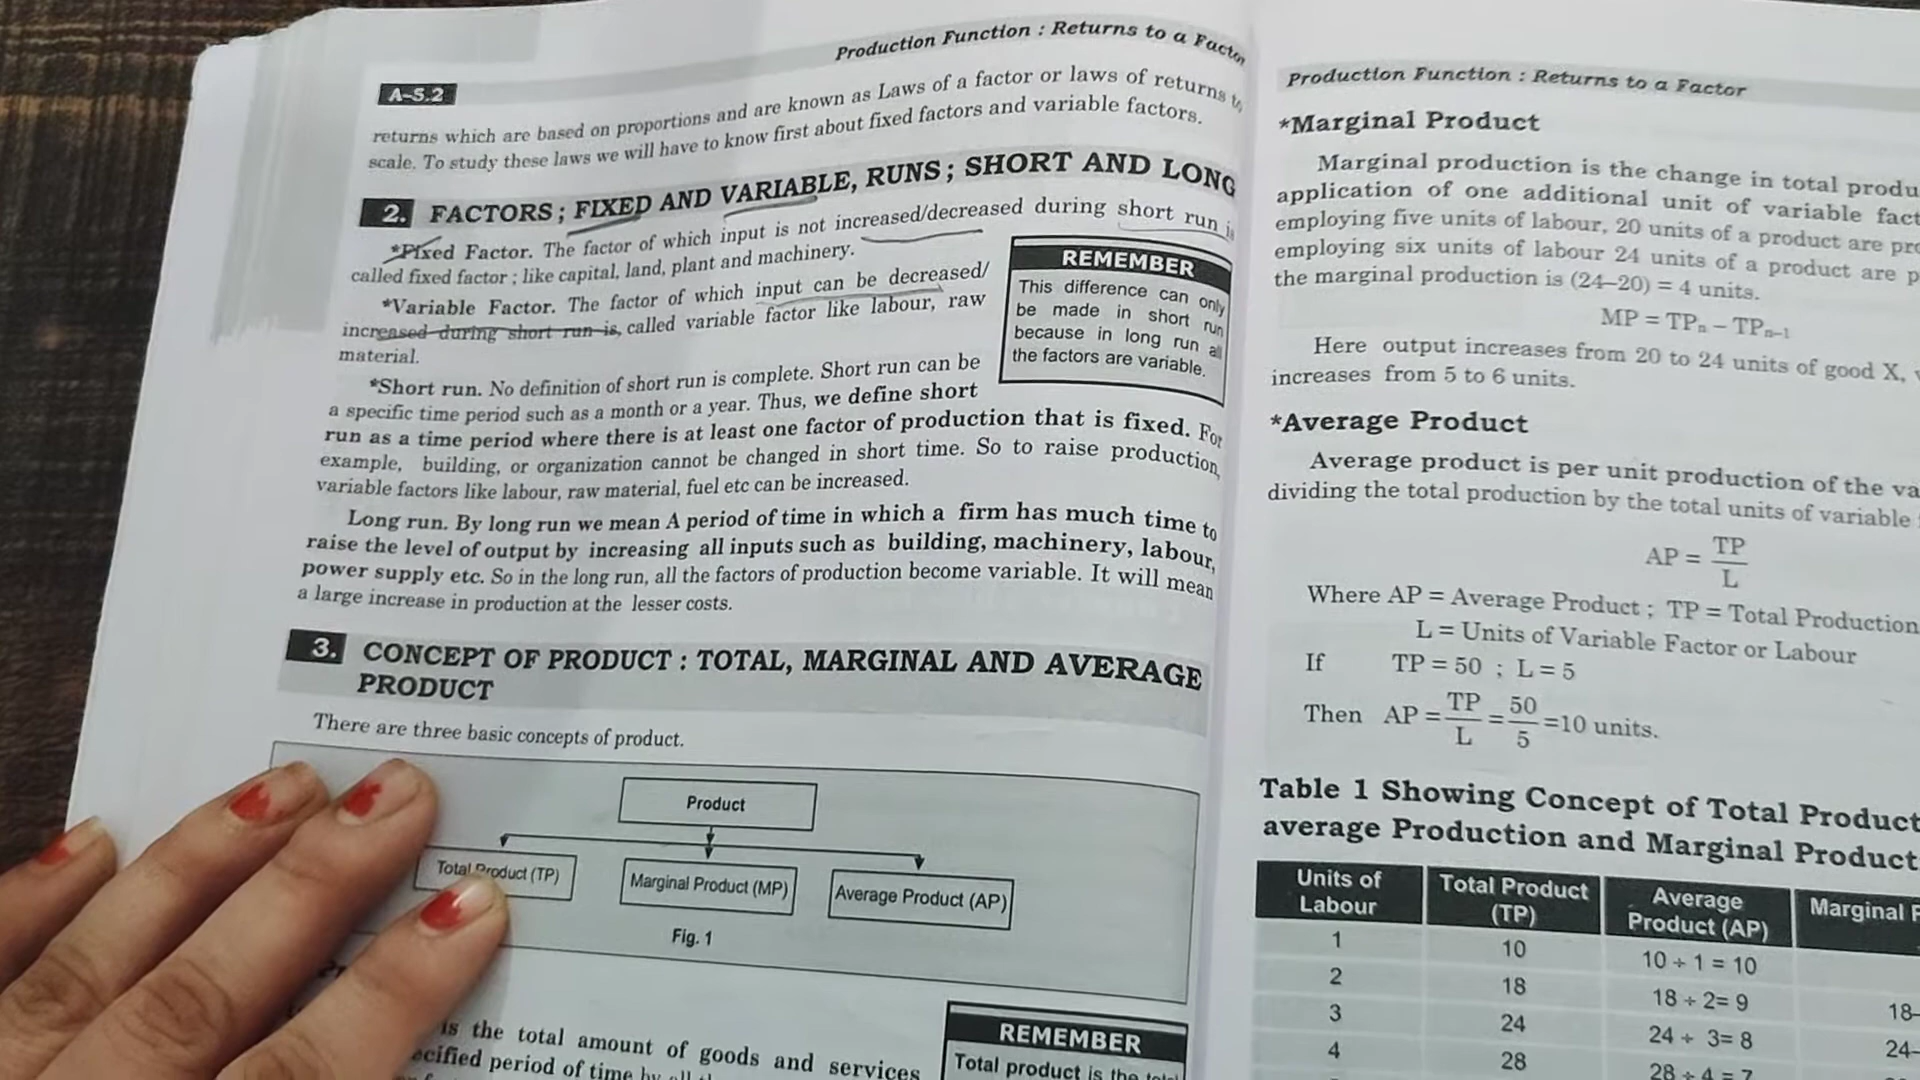 Production Function : Returns to a Factor
A-5.2
returns which are based on proportions and are known as Laws of a factor or laws of returns to
scale. To study these laws we will have to know first about fixed factors and variable factors.
2. FACTORS ; FIXED AND VARIABLE, RUNS ; SHORT AND LONG
*Fixed Factor. The factor of which input is not increased/decreased during short run is
called fixed factor ; like capital, land, plant and machinery.
*Variable Factor. The factor of which input can be decreased/
increased during short run is, called variable factor like labour, raw
material.
REMEMBER
This difference can only
be made in short run
because in long run all
the factors are variable.
*Short run. No definition of short run is complete. Short run can be
a specific time period such as a month or a year. Thus, we define short
run as a time period where there is at least one factor of production that is fixed. For
example, building, or organization cannot be changed in short time. So to raise production,
variable factors like labour, raw material, fuel etc can be increased.
Long run. By long run we mean A period of time in which a firm has much time to
raise the level of output by increasing all inputs such as building, machinery, labour,
power supply etc. So in the long run, all the factors of production become variable. It will mean
a large increase in production at the lesser costs.
3. CONCEPT OF PRODUCT : TOTAL, MARGINAL AND AVERAGE
PRODUCT
There are three basic concepts of product.
Product
Total Product (TP)
Marginal Product (MP)
Average Product (AP)
Fig. 1
is the total amount of goods and services
period of time by all
REMEMBER
Total product is the total
Production Function : Returns to a Factor
*Marginal Product
Marginal production is the change in total
application of one additional unit of variable
employing five units of labour, 20 units of a product are
employing six units of labour 24 units of a product are
the marginal production is (24–20) = 4 units.
MP = TPₙ – TPₙ₋₁
Here output increases from 20 to 24 units of good X,
increases from 5 to 6 units.
*Average Product
Average product is per unit production of the
dividing the total production by the total units of variable
AP = TP/L
Where AP = Average Product ; TP = Total Production
L = Units of Variable Factor or Labour
If TP = 50 ; L = 5
Then AP = TP/L = 50/5 =10 units.
Table 1 Showing Concept of Total Product
average Production and Marginal Product
Units of Labour | Total Product (TP) | Average Product (AP) | Marginal
1 | 10 | 10 ÷ 1 = 10
2 | 18 | 18 ÷ 2= 9 | 18–
3 | 24 | 24 ÷ 3= 8 | 24–
4 | 28 | 28 ÷ 4 = 7